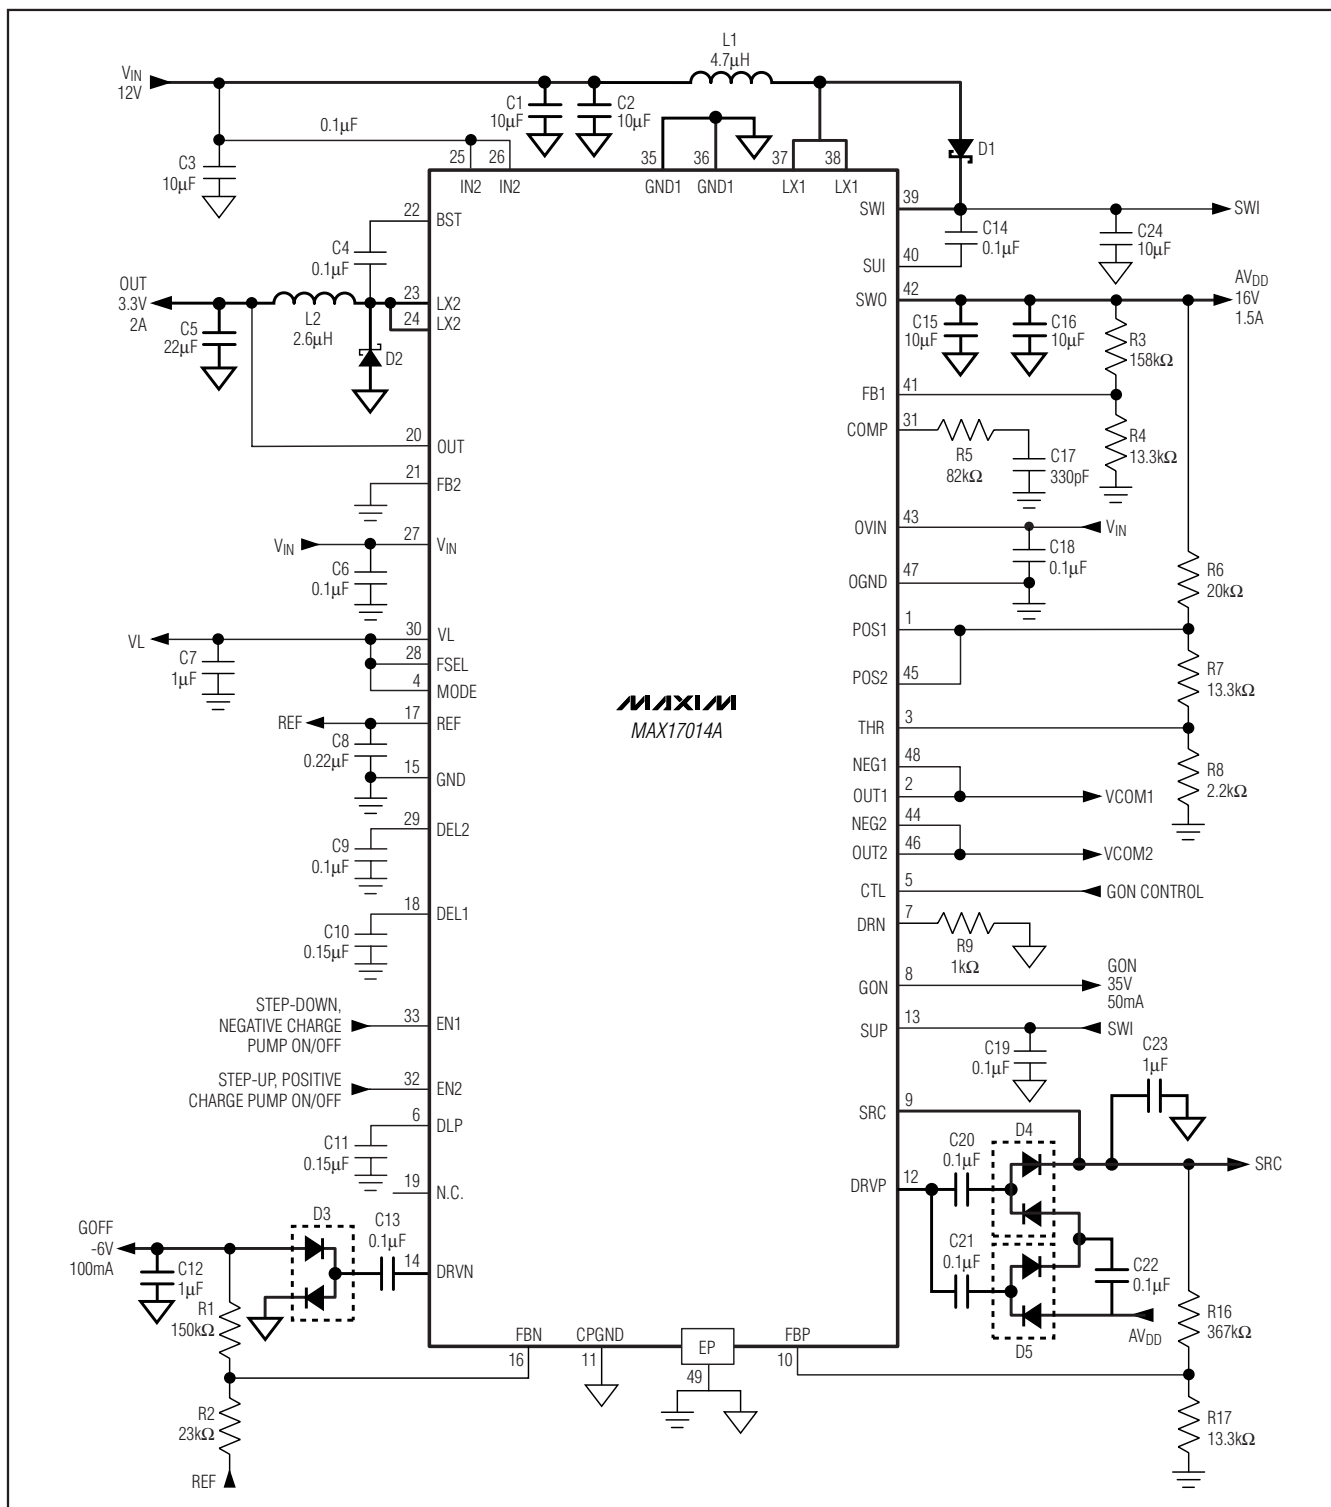 L1
4.7µH
VIN
12V
C1
10µF
C2
10µF
0.1µF
C3
10µF
25
26
35
36
37
38
IN2
IN2
GND1
GND1
LX1
LX1
D1
22
BST
C4
0.1µF
OUT
3.3V
2A
C5
22µF
L2
2.6µH
23
LX2
24
LX2
D2
20
OUT
21
FB2
VIN
27
VIN
C6
0.1µF
VL
30
VL
C7
1µF
28
FSEL
4
MODE
REF
17
REF
C8
0.22µF
15
GND
29
DEL2
C9
0.1µF
18
DEL1
C10
0.15µF
STEP-DOWN,
NEGATIVE CHARGE
PUMP ON/OFF
33
EN1
STEP-UP, POSITIVE
CHARGE PUMP ON/OFF
32
EN2
6
DLP
C11
0.15µF
19
N.C.
GOFF
-6V
100mA
C12
1µF
D3
C13
0.1µF
14
DRVN
R1
150kΩ
R2
23kΩ
REF
MAXIM
MAX17014A
SWI
39
SWI
C14
0.1µF
C24
10µF
SUI
40
SWO
42
AVDD
16V
1.5A
C15
10µF
C16
10µF
R3
158kΩ
FB1
41
COMP
31
R5
82kΩ
C17
330pF
R4
13.3kΩ
OVIN
43
VIN
C18
0.1µF
OGND
47
R6
20kΩ
POS1
1
POS2
45
R7
13.3kΩ
THR
3
NEG1
48
OUT1
2
VCOM1
R8
2.2kΩ
NEG2
44
OUT2
46
VCOM2
CTL
5
GON CONTROL
DRN
7
R9
1kΩ
GON
8
GON
35V
50mA
SUP
13
SWI
C19
0.1µF
C23
1µF
SRC
9
C20
0.1µF
D4
SRC
DRVP
12
C21
0.1µF
C22
0.1µF
AVDD
D5
R16
367kΩ
R17
13.3kΩ
FBN
16
CPGND
11
EP
49
FBP
10